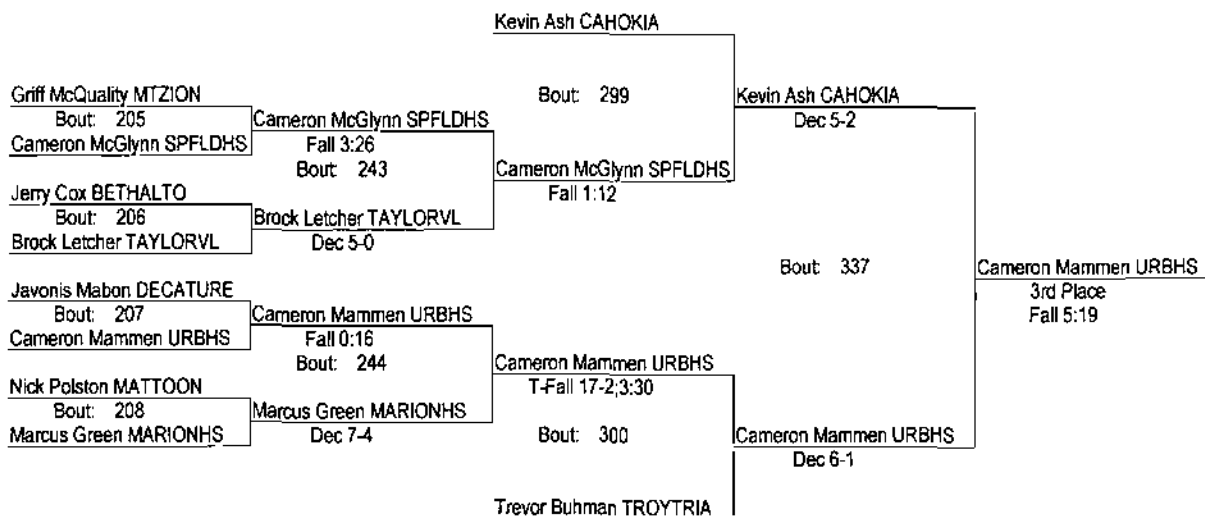 Kevin Ash CAHOKIA
Griff McQuality MTZION
Bout: 205
Cameron McGlynn SPFLDHS
Cameron McGlynn SPFLDHS
Fall 3:26
Bout: 243
Jerry Cox BETHALTO
Bout: 206
Brock Letcher TAYLORVL
Brock Letcher TAYLORVL
Dec 5-0
Bout: 299
Cameron McGlynn SPFLDHS
Fall 1:12
Kevin Ash CAHOKIA
Dec 5-2
Javonis Mabon DECATURE
Bout: 207
Cameron Mammen URBHS
Cameron Mammen URBHS
Fall 0:16
Bout: 244
Nick Polston MATTOON
Bout: 208
Marcus Green MARIONHS
Marcus Green MARIONHS
Dec 7-4
Cameron Mammen URBHS
T-Fall 17-2;3:30
Bout: 300
Trevor Buhman TROYTRIA
Cameron Mammen URBHS
Dec 6-1
Bout: 337
Cameron Mammen URBHS
3rd Place
Fall 5:19